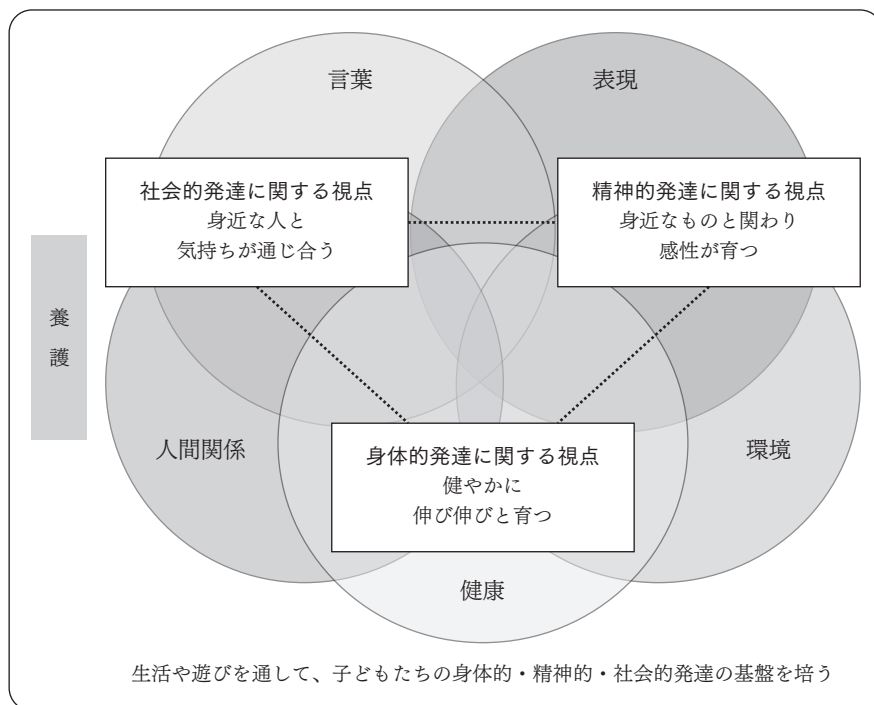 言葉
表現
社会的発達に関する視点
身近な人と
気持ちが通じ合う
精神的発達に関する視点
身近なものと関わり
感性が育つ
養護
人間関係
環境
身体的発達に関する視点
健やかに
伸び伸びと育つ
健康
生活や遊びを通して、子どもたちの身体的・精神的・社会的発達の基盤を培う